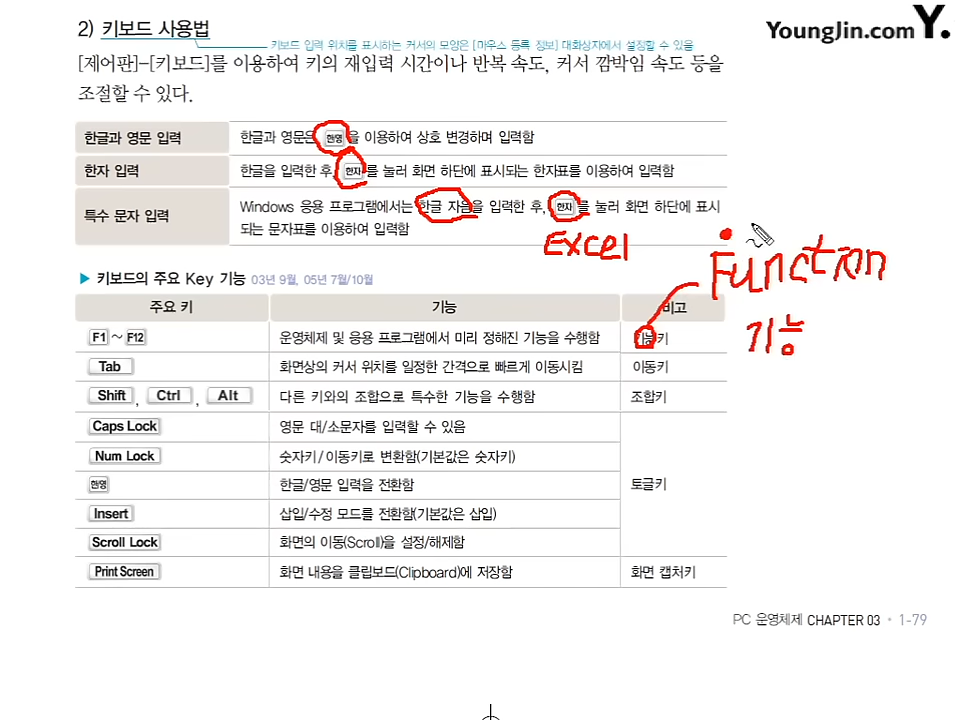 YoungJin.com Y.
2) 키보드 사용법
키보드 입력 위치를 표시하는 커서의 모양은 [마우스 등록 정보] 대화상자에서 설정할 수 있음
[제어판]-[키보드]를 이용하여 키의 재입력 시간이나 반복 속도, 커서 깜박임 속도 등을
조절할 수 있다.
한글과 영문 입력 한글과 영문은 한영 을 이용하여 상호 변경하며 입력함
한자 입력 한글을 입력한 후, 한자 를 눌러 화면 하단에 표시되는 한자표를 이용하여 입력함
특수 문자 입력 Windows 응용 프로그램에서는 한글 자음을 입력한 후, 한자 를 눌러 화면 하단에 표시
되는 문자표를 이용하여 입력함
EXCEL
Function
기능
▶ 키보드의 주요 Key 기능 03년 9월, 05년 7월/10월
주요 키 기능 비고
F1 ~ F12 운영체제 및 응용 프로그램에서 미리 정해진 기능을 수행함 기능키
Tab 화면상의 커서 위치를 일정한 간격으로 빠르게 이동시킴 이동키
Shift , Ctrl , Alt 다른 키와의 조합으로 특수한 기능을 수행함 조합키
Caps Lock 영문 대/소문자를 입력할 수 있음
Num Lock 숫자키/이동키로 변환함(기본값은 숫자키)
한영 한글/영문 입력을 전환함 토글키
Insert 삽입/수정 모드를 전환함(기본값은 삽입)
Scroll Lock 화면의 이동(Scroll)을 설정/해제함
Print Screen 화면 내용을 클립보드(Clipboard)에 저장함 화면 캡처키
PC 운영체제 CHAPTER 03 • 1-79